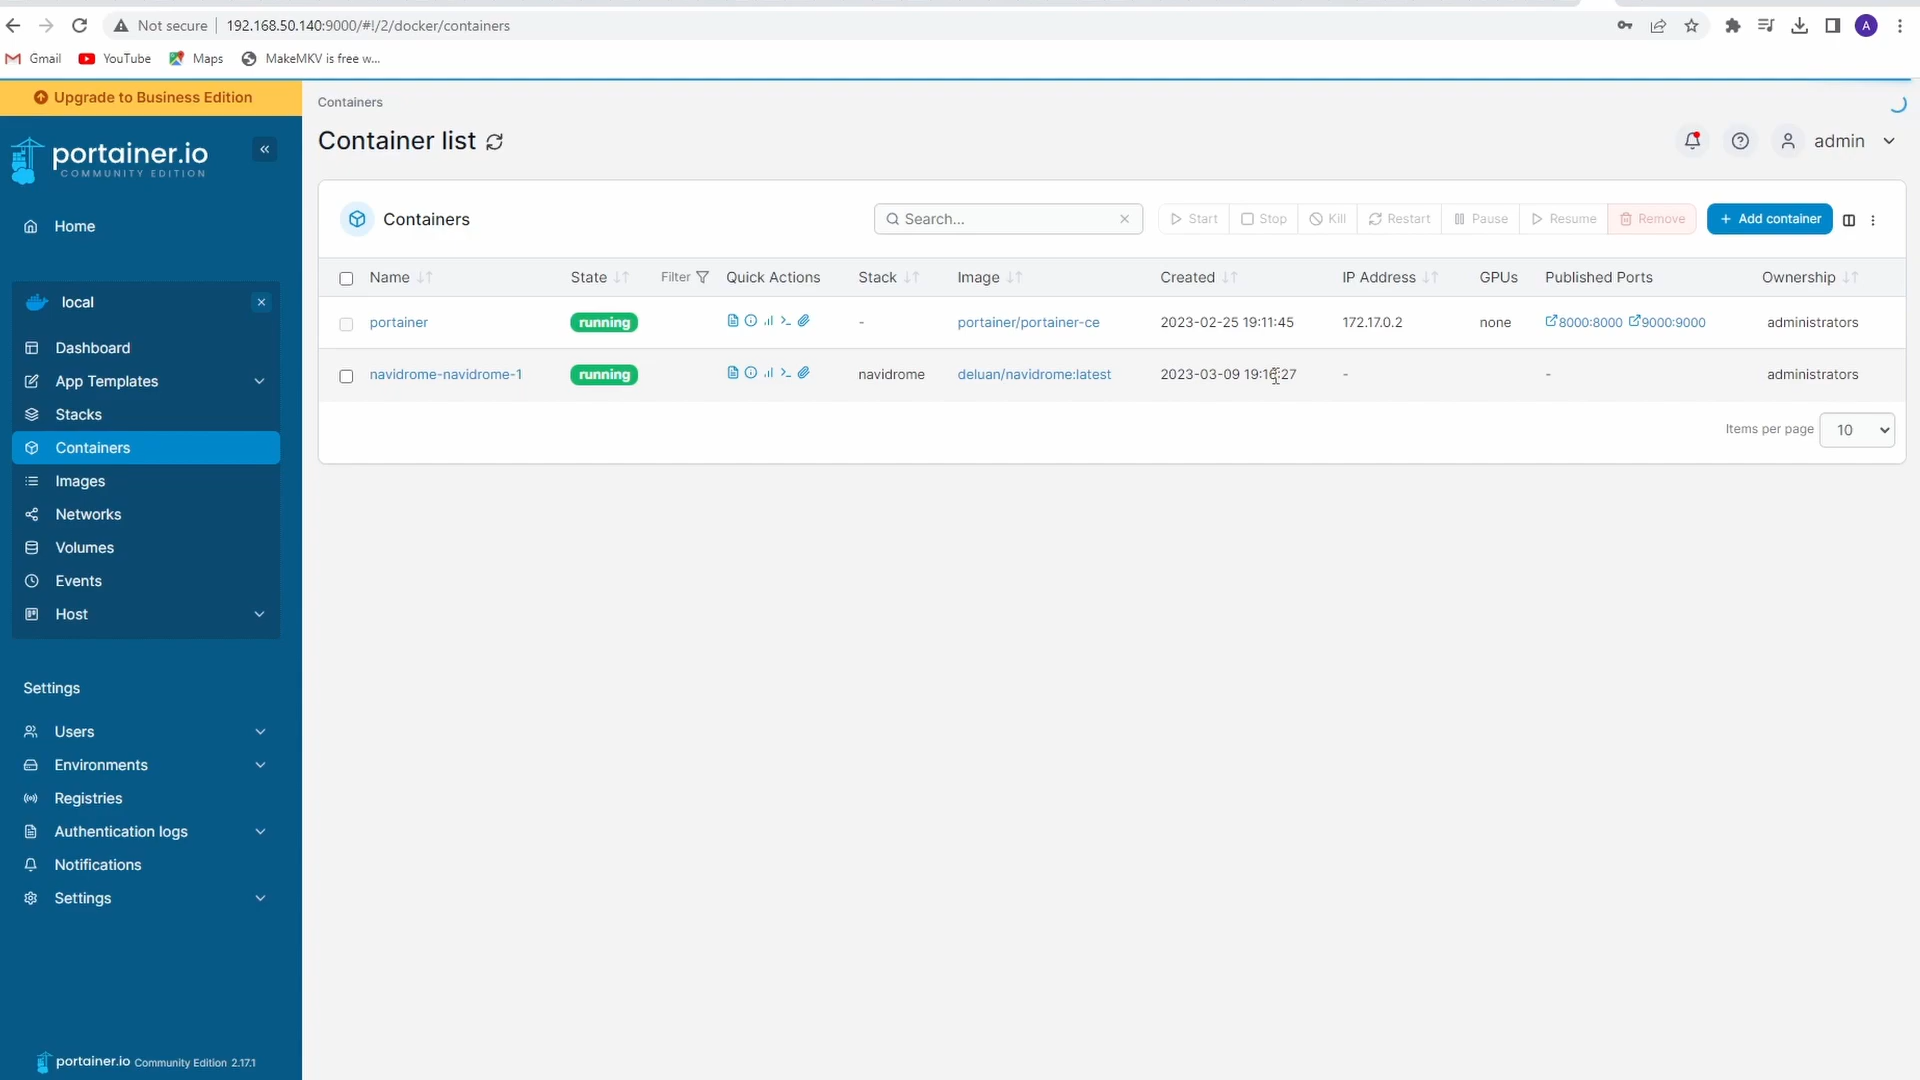 Not secure 192.168.50.140:9000/#!/2/docker/containers A
Gmail YouTube Maps MakeMKV is free w...
Upgrade to Business Edition
portainer.io
COMMUNITY EDITION
Home
local
Dashboard
App Templates
Stacks
Containers
Images
Networks
Volumes
Events
Host
Settings
Users
Environments
Registries
Authentication logs
Notifications
Settings
portainer.io Community Edition 2.17.1
Containers
Container list
admin
Containers Search... Start Stop Kill Restart Pause Resume Remove + Add container
Name State Filter Quick Actions Stack Image Created IP Address GPUs Published Ports Ownership
portainer running - portainer/portainer-ce 2023-02-25 19:11:45 172.17.0.2 none 8000:8000 9000:9000 administrators
navidrome-navidrome-1 running navidrome deluan/navidrome:latest 2023-03-09 - - administrators
Items per page 10